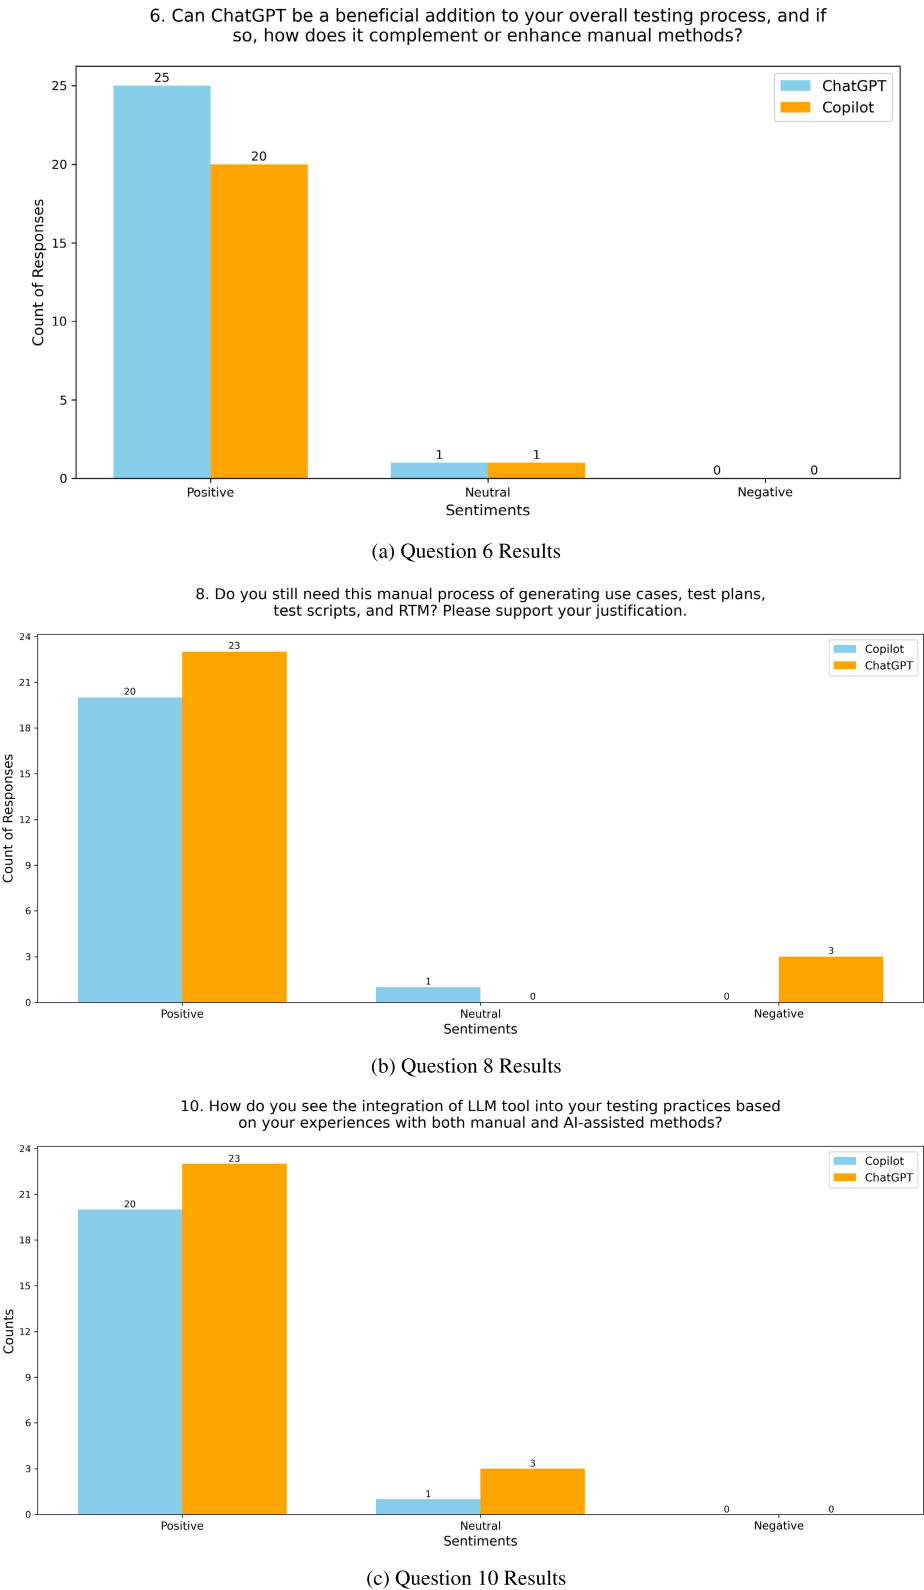 6. Can ChatGPT be a beneficial addition to your overall testing process, and if
so, how does it complement or enhance manual methods?
25
ChatGPT
Copilot
25
20
20
15
10
5
1
1
0
0
0
Positive
Neutral
Negative
Count of Responses
Sentiments
(a) Question 6 Results
8. Do you still need this manual process of generating use cases, test plans,
test scripts, and RTM? Please support your justification.
24
23
Copilot
ChatGPT
21
20
18
15
12
9
6
3
3
1
0
0
0
Positive
Neutral
Negative
Count of Responses
Sentiments
(b) Question 8 Results
10. How do you see the integration of LLM tool into your testing practices based
on your experiences with both manual and AI-assisted methods?
24
23
Copilot
ChatGPT
21
20
18
15
12
9
6
3
3
1
0
0
0
Positive
Neutral
Negative
Counts
Sentiments
(c) Question 10 Results